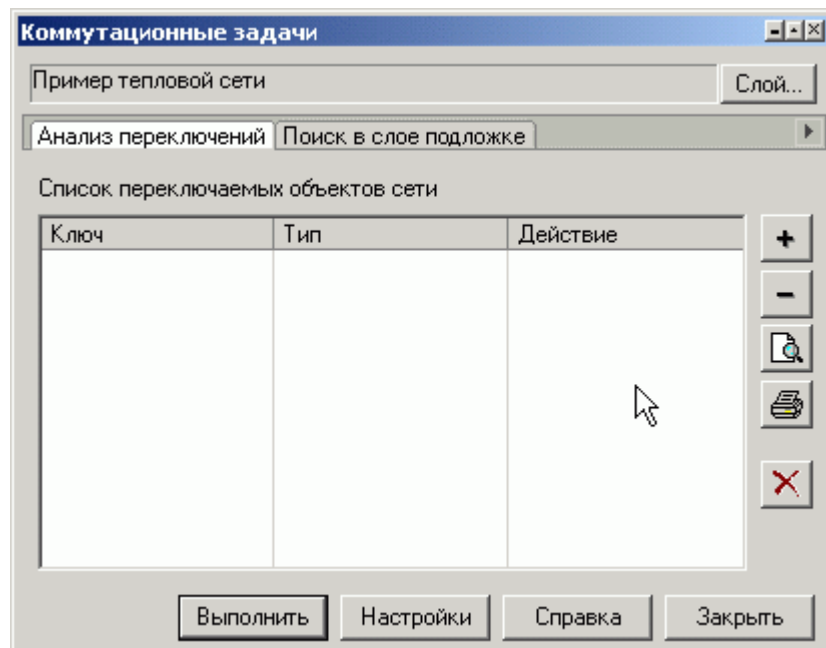 Коммутационные задачи
Пример тепловой сети
Слой...
Анализ переключений Поиск в слое подложке
Список переключаемых объектов сети
Ключ Тип Действие
+
-
Выполнить Настройки Справка Закрыть